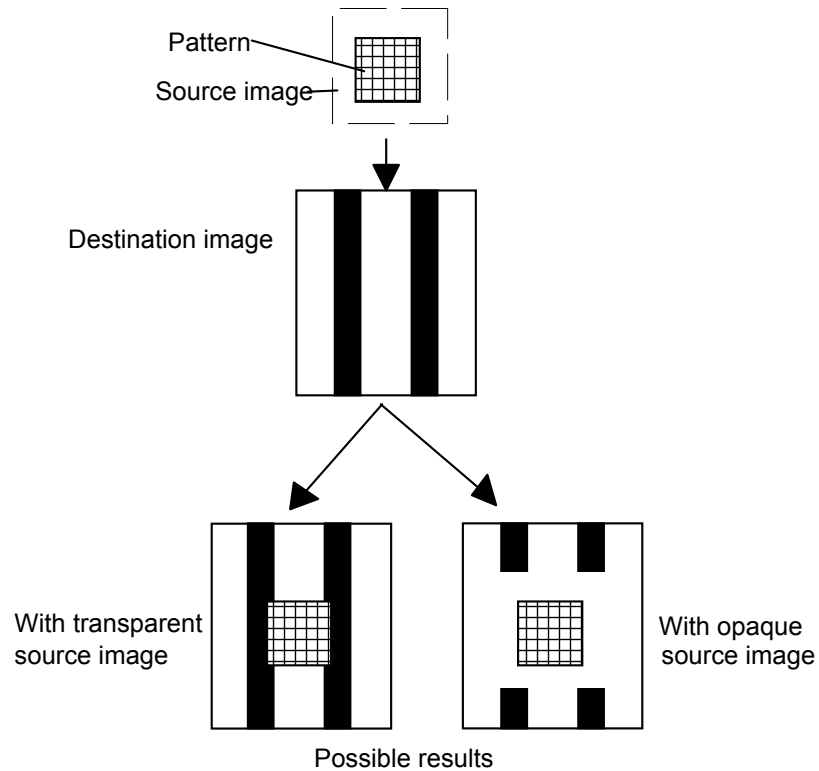 Pattern
Source image
Destination image
With transparent
source image
With opaque
source image
Possible results